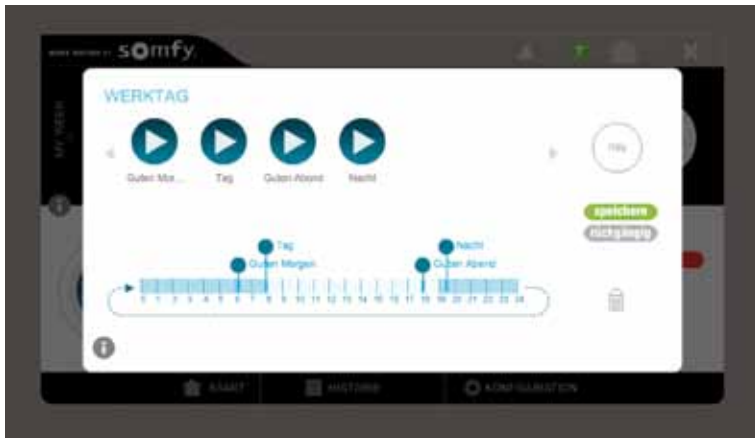 somfy.
WERKTAG
my
Guten Mor...
Tag
Guten Abend
Nacht
speichern
rückgängig
Tag
Nacht
Guten Morgen
Guten Abend
0 1 2 3 4 5 6 7 8 9 10 11 12 13 14 15 16 17 18 19 20 21 22 23 24
HISTORIE
KONFIGURATION